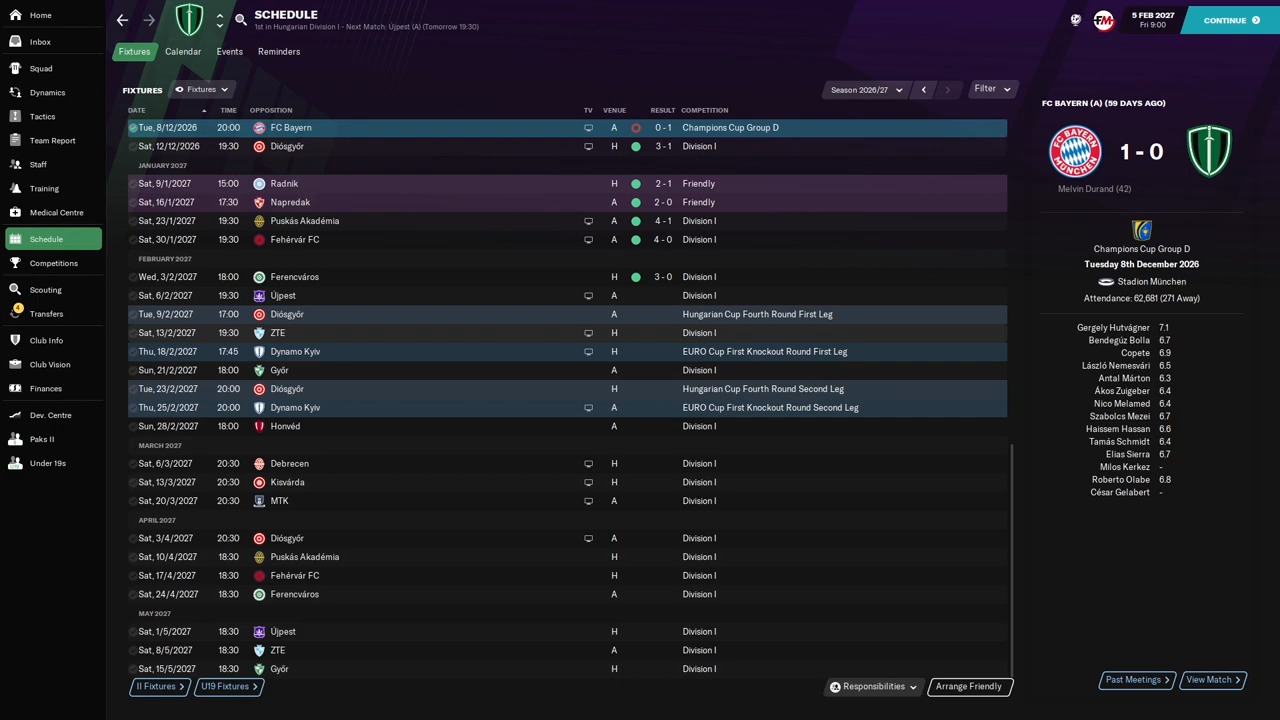 Home
Inbox
Squad
Dynamics
Tactics
Team Report
Staff
Training
Medical Centre
Schedule
Competitions
Scouting
4
Transfers
Club Info
Club Vision
Finances
Dev. Centre
Paks II
Under 19s
SCHEDULE
1st in Hungarian Division I - Next Match: Újpest (A) (Tomorrow 19:30)
FM
5 FEB 2027
Fri 9:00
CONTINUE
Fixtures Calendar Events Reminders
FIXTURES Fixtures Season 2026/27 Filter
DATE TIME OPPOSITION TV VENUE RESULT COMPETITION
Tue, 8/12/2026 20:00 FC Bayern A 0 - 1 Champions Cup Group D
Sat, 12/12/2026 19:30 Diósgyőr H 3 - 1 Division I
JANUARY 2027
Sat, 9/1/2027 15:00 Radnik H 2 - 1 Friendly
Sat, 16/1/2027 17:30 Napredak A 2 - 0 Friendly
Sat, 23/1/2027 19:30 Puskás Akadémia A 4 - 1 Division I
Sat, 30/1/2027 19:30 Fehérvár FC A 4 - 0 Division I
FEBRUARY 2027
Wed, 3/2/2027 18:00 Ferencváros H 3 - 0 Division I
Sat, 6/2/2027 19:30 Újpest A Division I
Tue, 9/2/2027 17:00 Diósgyőr A Hungarian Cup Fourth Round First Leg
Sat, 13/2/2027 19:30 ZTE H Division I
Thu, 18/2/2027 17:45 Dynamo Kyiv H EURO Cup First Knockout Round First Leg
Sun, 21/2/2027 18:00 Győr A Division I
Tue, 23/2/2027 20:00 Diósgyőr H Hungarian Cup Fourth Round Second Leg
Thu, 25/2/2027 20:00 Dynamo Kyiv A EURO Cup First Knockout Round Second Leg
Sun, 28/2/2027 18:00 Honvéd A Division I
MARCH 2027
Sat, 6/3/2027 20:30 Debrecen H Division I
Sat, 13/3/2027 20:30 Kisvárda H Division I
Sat, 20/3/2027 20:30 MTK A Division I
APRIL 2027
Sat, 3/4/2027 20:30 Diósgyőr A Division I
Sat, 10/4/2027 18:30 Puskás Akadémia H Division I
Sat, 17/4/2027 18:30 Fehérvár FC H Division I
Sat, 24/4/2027 18:30 Ferencváros A Division I
MAY 2027
Sat, 1/5/2027 18:30 Újpest H Division I
Sat, 8/5/2027 18:30 ZTE A Division I
Sat, 15/5/2027 18:30 Győr H Division I
II Fixtures U19 Fixtures Responsibilities Arrange Friendly
FC BAYERN (A) (59 DAYS AGO)
FC BAYERN MÜNCHEN
1 - 0
Melvin Durand (42)
Champions Cup Group D
Tuesday 8th December 2026
Stadion München
Attendance: 62,681 (271 Away)
Gergely Hutvágner 7.1
Bendegúz Bolla 6.7
Copete 6.9
László Nemesvári 6.5
Antal Márton 6.3
Ákos Zuigeber 6.4
Nico Melamed 6.4
Szabolcs Mezei 6.7
Haissem Hassan 6.6
Tamás Schmidt 6.4
Elias Sierra 6.7
Milos Kerkez -
Roberto Olabe 6.8
César Gelabert -
Past Meetings View Match